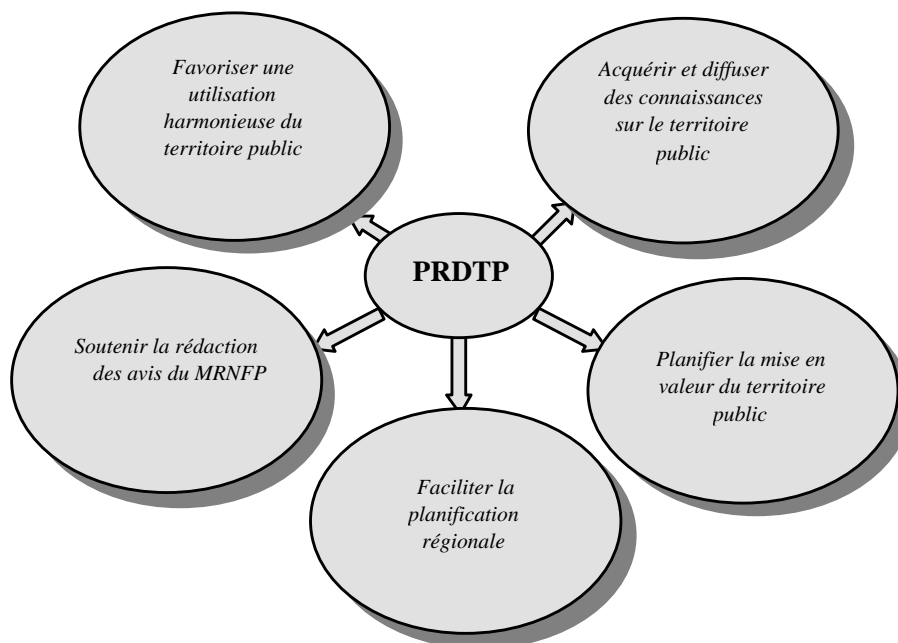 Favoriser une
utilisation
harmonieuse du
territoire public
Acquérir et diffuser
des connaissances
sur le territoire
public
PRDTP
Soutenir la rédaction
des avis du MRNFP
Planifier la mise en
valeur du territoire
public
Faciliter la
planification
régionale